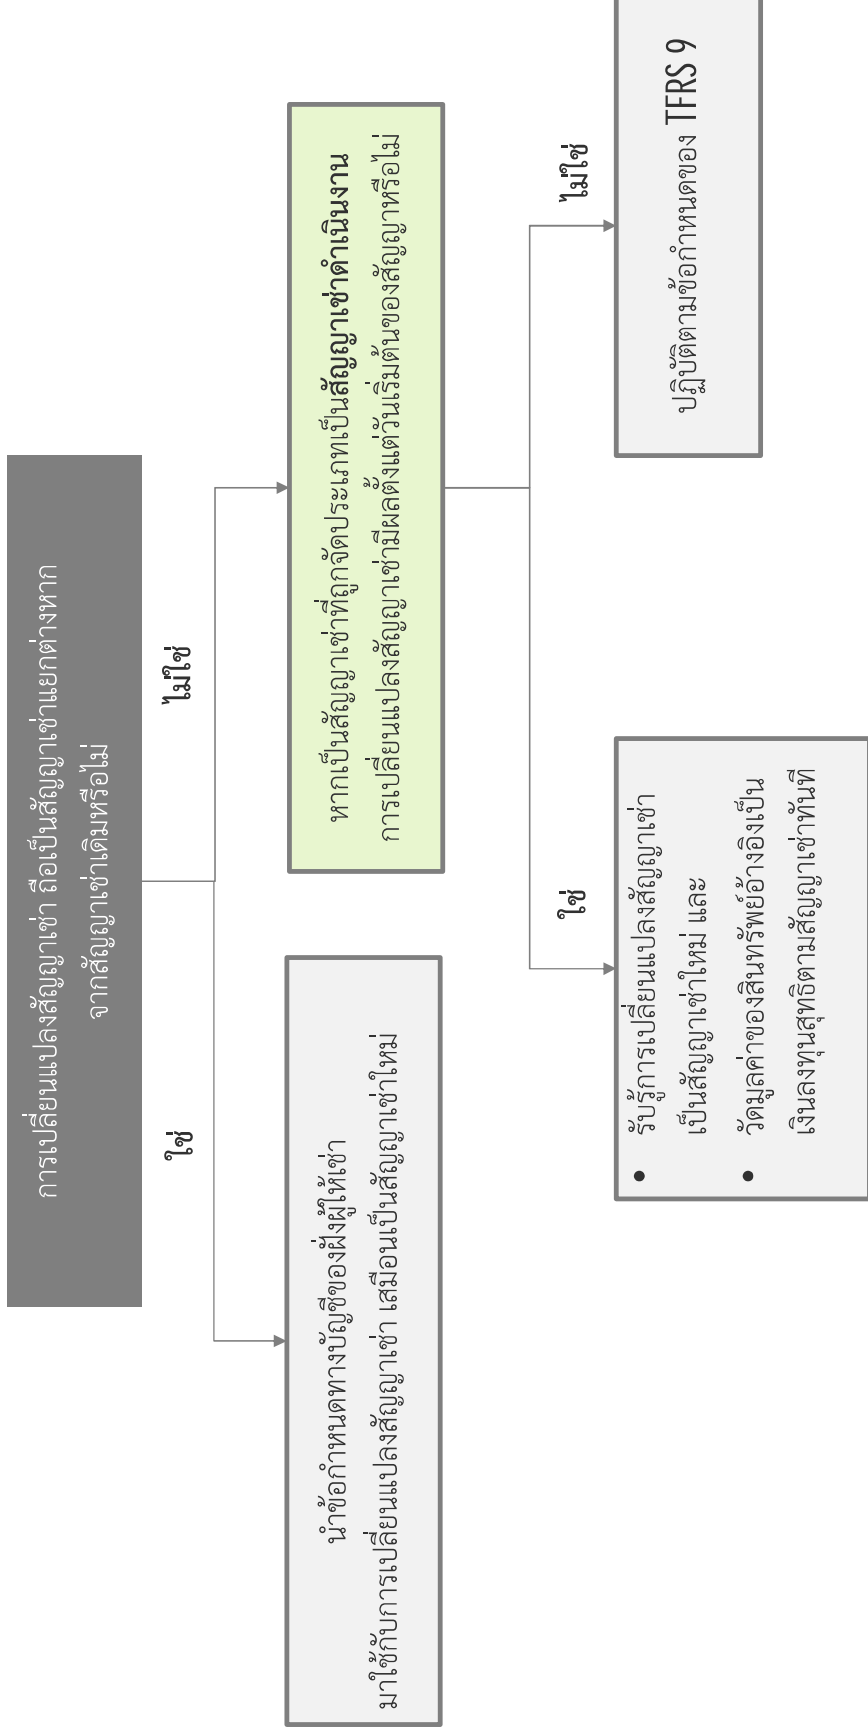 การเปลี่ยนแปลงสัญญาเช่า ถือเป็นสัญญาเช่าแยกต่างหาก
จากสัญญาเช่าเดิมหรือไม่
ใช่
ไม่ใช่
นำข้อกำหนดทางบัญชีของฝั่งผู้ให้เช่า
มาใช้กับการเปลี่ยนแปลงสัญญาเช่า เสมือนเป็นสัญญาเช่าใหม่
หากเป็นสัญญาเช่าที่ถูกจัดประเภทเป็นสัญญาเช่าดำเนินงาน
การเปลี่ยนแปลงสัญญาเช่ามีผลตั้งแต่วันเริ่มต้นของสัญญาหรือไม่
ใช่
ไม่ใช่
• รับรู้การเปลี่ยนแปลงสัญญาเช่า
เป็นสัญญาเช่าใหม่ และ
• วัดมูลค่าของสินทรัพย์อ้างอิงเป็น
เงินลงทุนสุทธิตามสัญญาเช่าทันที
ปฏิบัติตามข้อกำหนดของ TFRS 9